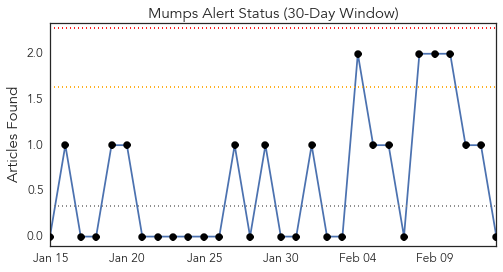 Mumps Alert Status (30-Day Window)
Articles Found
2.0
1.5
1.0
0.5
0.0
Jan 15 Jan 20 Jan 25 Jan 30 Feb 04 Feb 09